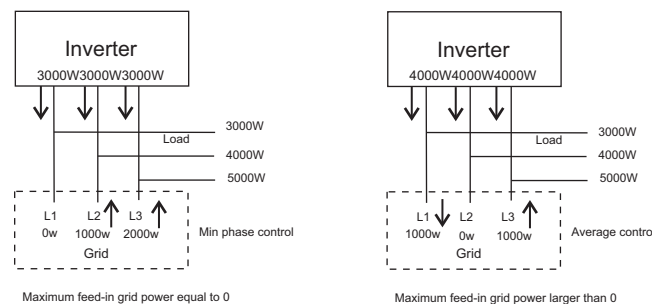 Inverter
3000W3000W3000W
3000W
Load
4000W
5000W
L1 L2 L3
0w 1000w 2000w
Grid
Min phase control
Maximum feed-in grid power equal to 0
Inverter
4000W4000W4000W
3000W
Load
4000W
5000W
L1 L2 L3
1000w 0w 1000w
Grid
Average control
Maximum feed-in grid power larger than 0